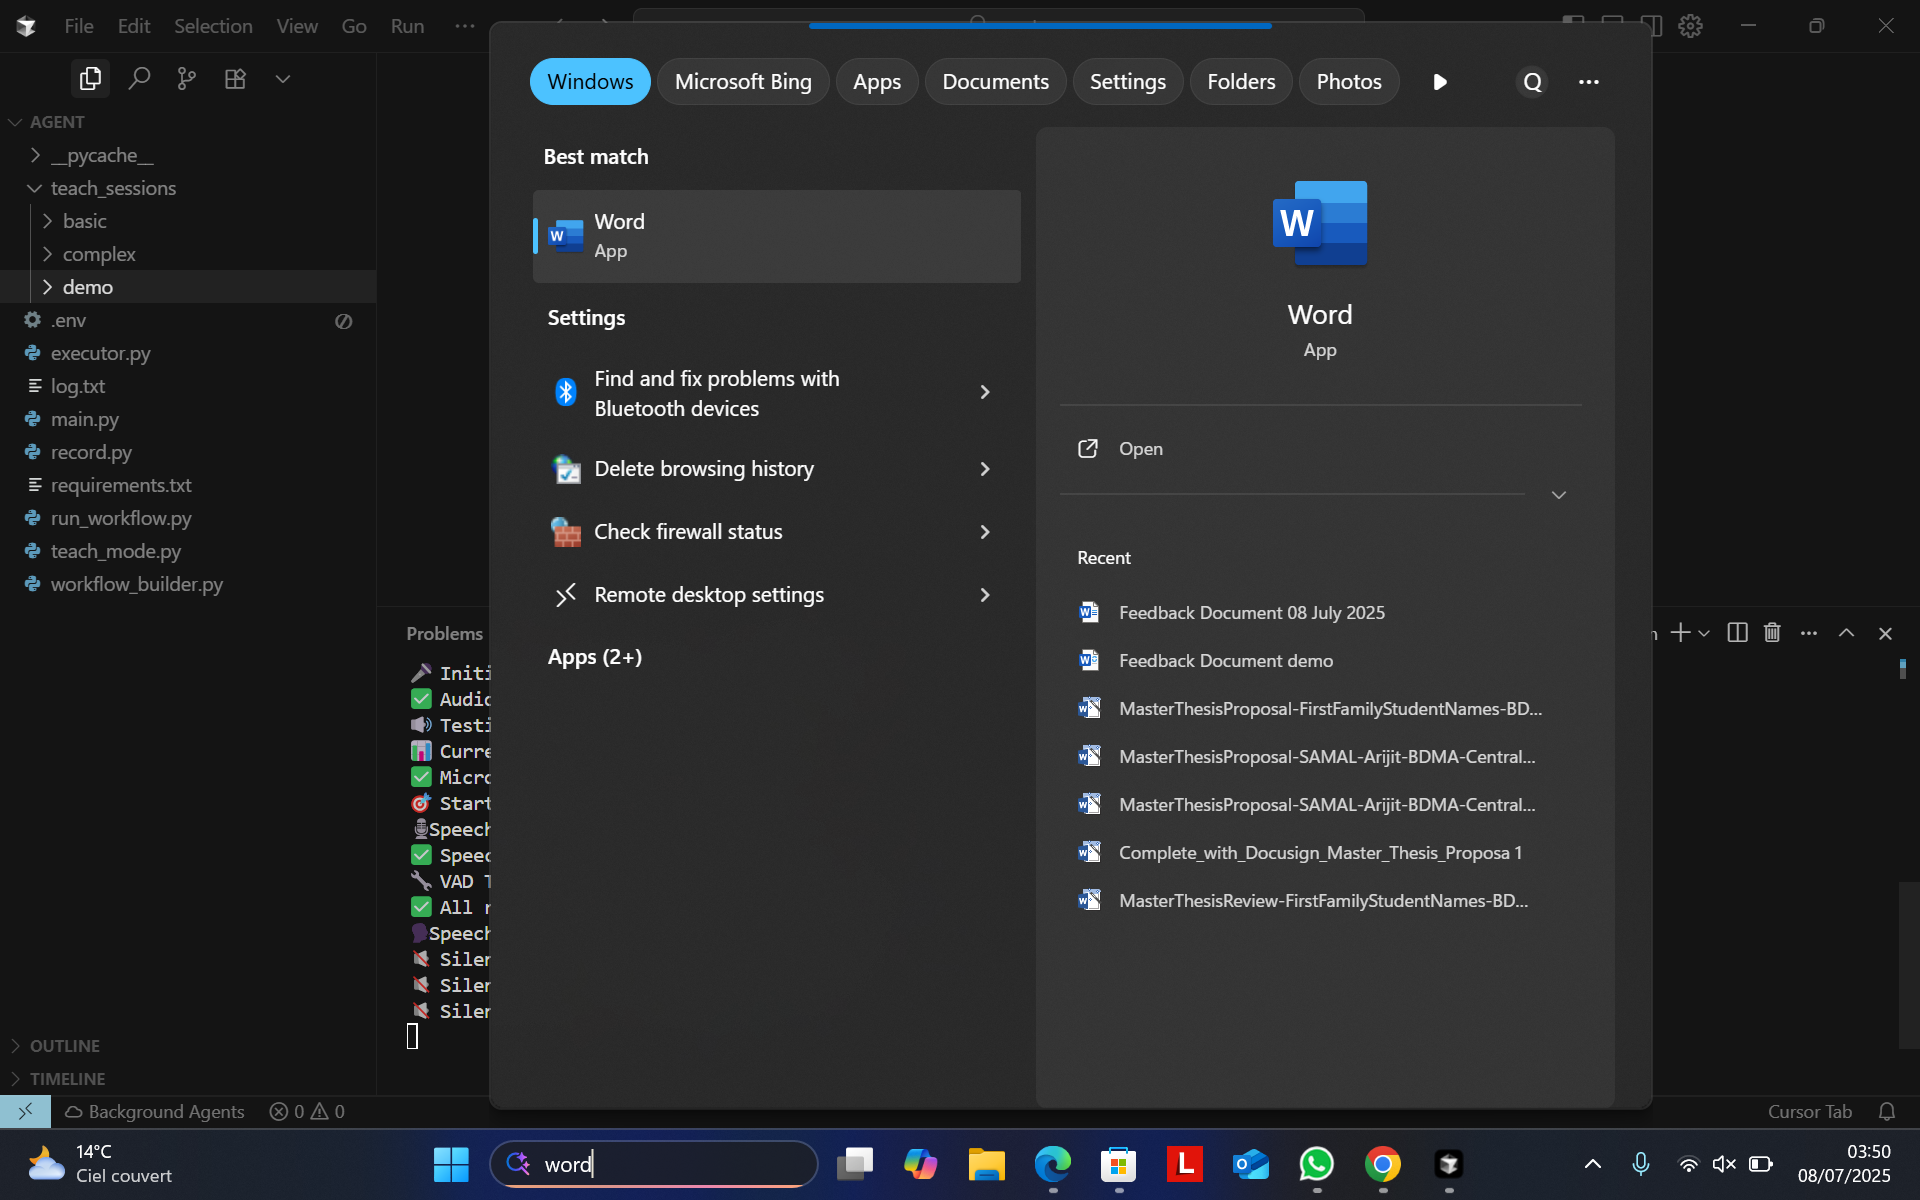 File Edit Selection View Go Run ···
Windows Microsoft Bing Apps Documents Settings Folders Photos Q ···
AGENT
__pycache__
teach_sessions
basic
complex
demo
.env
executor.py
log.txt
main.py
record.py
requirements.txt
run_workflow.py
teach_mode.py
workflow_builder.py
OUTLINE
TIMELINE
Best match
Word
App
Settings
Find and fix problems with
Bluetooth devices
Delete browsing history
Check firewall status
Remote desktop settings
Apps (2+)
W
Word
App
Open
Recent
Feedback Document 08 July 2025
Feedback Document demo
MasterThesisProposal-FirstFamilyStudentNames-BD...
MasterThesisProposal-SAMAL-Arijit-BDMA-Central...
MasterThesisProposal-SAMAL-Arijit-BDMA-Central...
Complete_with_Docusign_Master_Thesis_Proposa 1
MasterThesisReview-FirstFamilyStudentNames-BD...
Problems
Initi
Audio
Testi
Curre
Micro
Start
Speech
Speec
VAD T
All r
Speech
Silen
Silen
Silen
Background Agents 0 0
Cursor Tab
14°C
Ciel couvert
word
L
03:50
08/07/2025